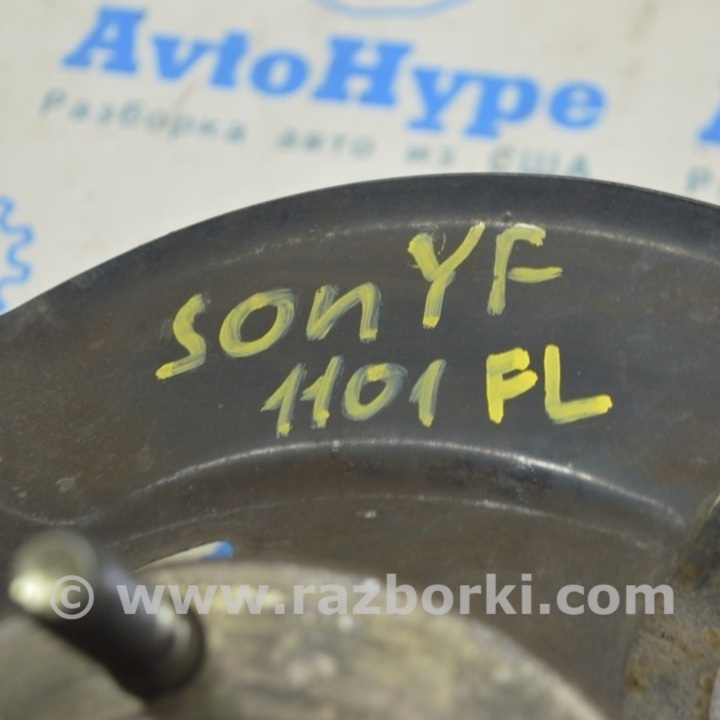 AvtoHype
Разборка авто из США
son YF
1101 FL
© www.razborki.com